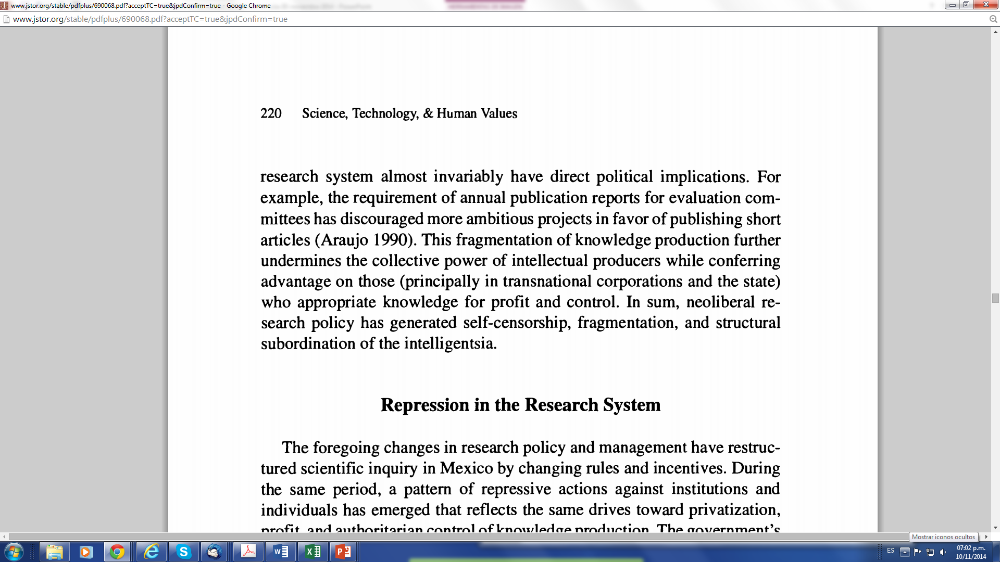 www.jstor.org/stable/pdfplus/690068.pdf?acceptTC=true&jpdConfirm=true - Google Chrome
www.jstor.org/stable/pdfplus/690068.pdf?acceptTC=true&jpdConfirm=true
220 Science, Technology, & Human Values
research system almost invariably have direct political implications. For
example, the requirement of annual publication reports for evaluation com-
mittees has discouraged more ambitious projects in favor of publishing short
articles (Araujo 1990). This fragmentation of knowledge production further
undermines the collective power of intellectual producers while conferring
advantage on those (principally in transnational corporations and the state)
who appropriate knowledge for profit and control. In sum, neoliberal re-
search policy has generated self-censorship, fragmentation, and structural
subordination of the intelligentsia.
Repression in the Research System
The foregoing changes in research policy and management have restruc-
tured scientific inquiry in Mexico by changing rules and incentives. During
the same period, a pattern of repressive actions against institutions and
individuals has emerged that reflects the same drives toward privatization,
profit, and authoritarian control of knowledge production. The government's
Mostrar iconos ocultos
ES
07:02 p.m.
10/11/2014